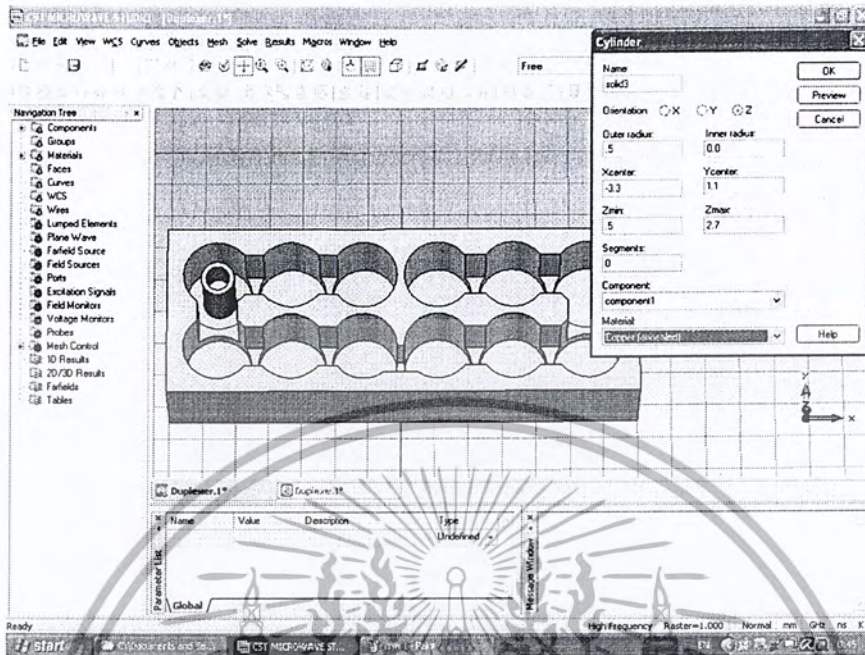 CST MICROWAVE STUDIO - [Duplexer.1*]
File Edit View WCS Curves Objects Mesh Solve Results Macros Window Help
Free
Navigation Tree
Components
Groups
Materials
Faces
Curves
WCS
Wires
Lumped Elements
Plane Wave
Farfield Source
Field Sources
Ports
Excitation Signals
Field Monitors
Voltage Monitors
Probes
Mesh Control
1D Results
2D/3D Results
Farfields
Tables
Cylinder
Name
solid3
OK
Preview
Cancel
Orientation X Y Z
Outer radius: Inner radius:
.5 0.0
Xcenter: Ycenter:
-3.3 1.1
Zmin: Zmax:
.5 2.7
Segments:
0
Component:
component1
Material:
Copper (annealed)
Help
Y
Z
x
Duplexer.1* Duplexer.3*
Name Value Description Type
Undefined
Parameter List
Global
Message Window
Ready High Frequency Raster=1.000 Normal mm GHz ns K
start C:\Documents and Se... CST MICROWAVE ST... - Paint EN